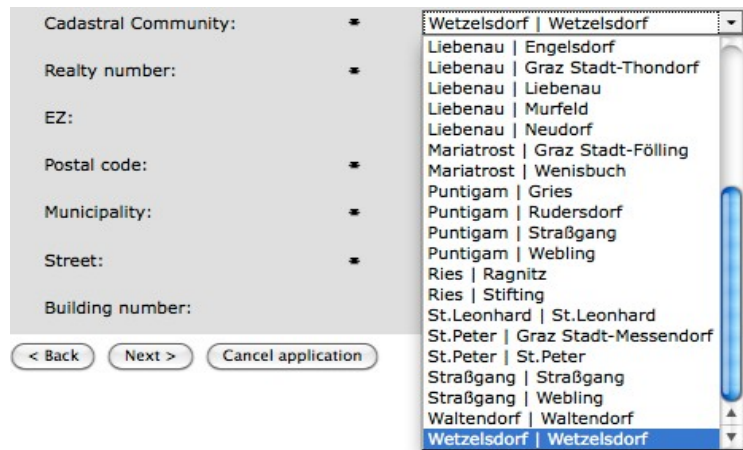 Cadastral Community: * Wetzelsdorf | Wetzelsdorf
Realty number: *
EZ:
Postal code: *
Municipality: *
Street: *
Building number:
< Back Next > Cancel application
Liebenau | Engelsdorf
Liebenau | Graz Stadt-Thondorf
Liebenau | Liebenau
Liebenau | Murfeld
Liebenau | Neudorf
Mariatrost | Graz Stadt-Fölling
Mariatrost | Wenisbuch
Puntigam | Gries
Puntigam | Rudersdorf
Puntigam | Straßgang
Puntigam | Webling
Ries | Ragnitz
Ries | Stifting
St.Leonhard | St.Leonhard
St.Peter | Graz Stadt-Messendorf
St.Peter | St.Peter
Straßgang | Straßgang
Straßgang | Webling
Waltendorf | Waltendorf
Wetzelsdorf | Wetzelsdorf